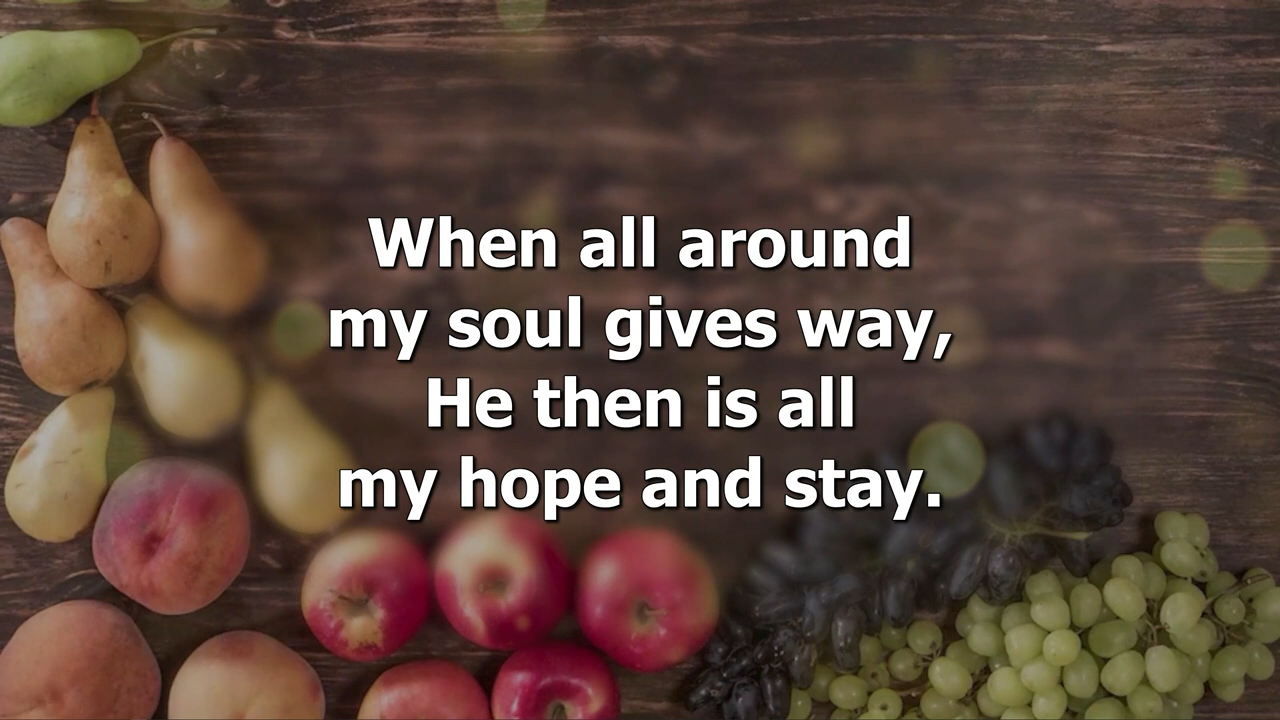 When all around
my soul gives way,
He then is all
my hope and stay.